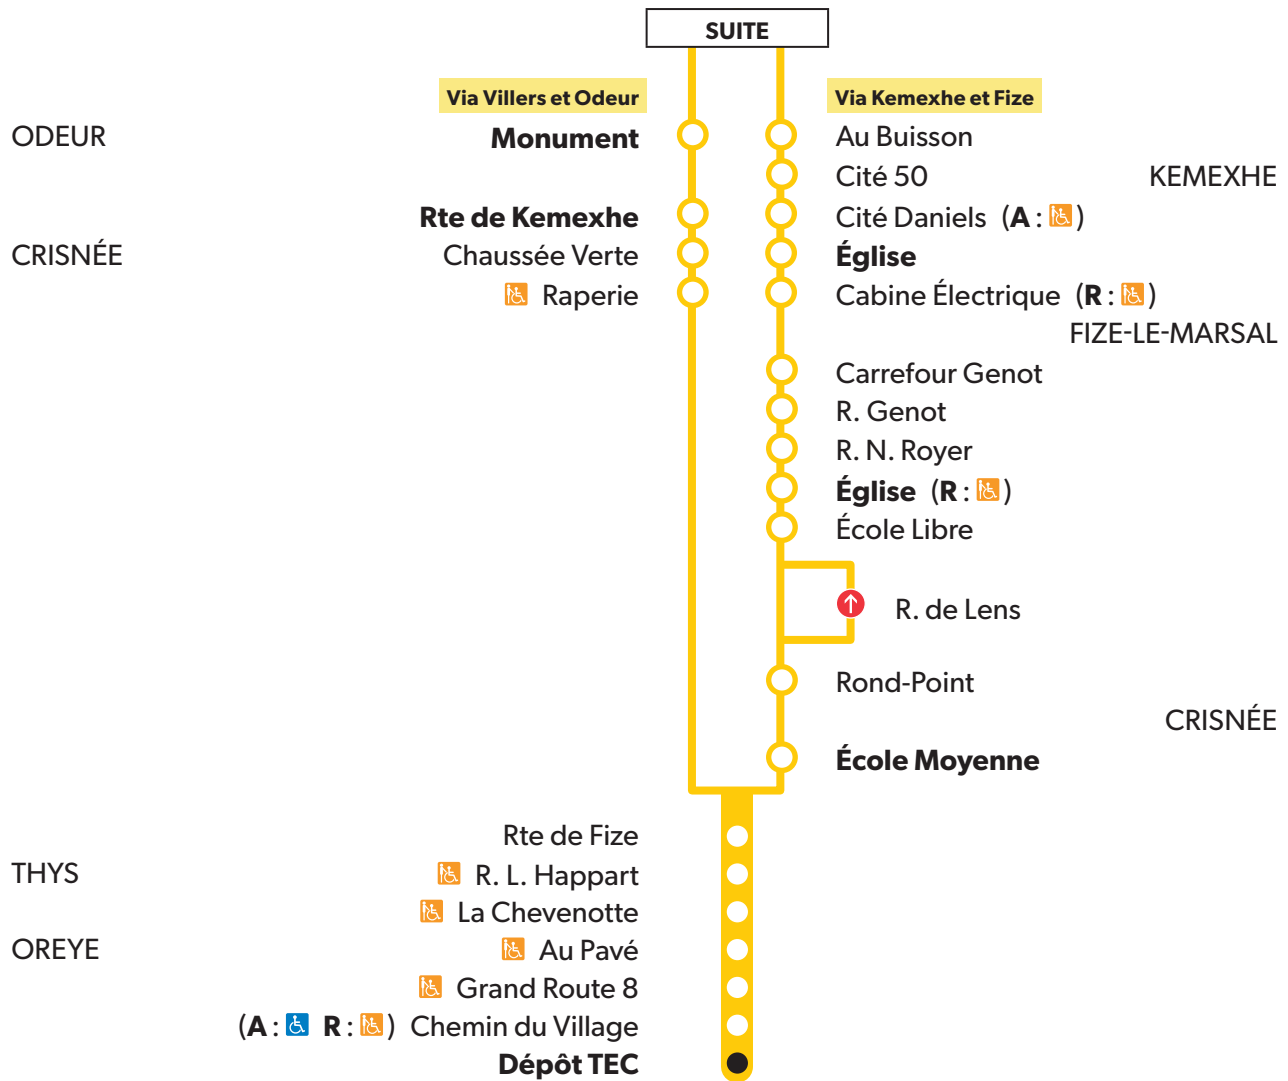 SUITE
Via Villers et Odeur
Via Kemexhe et Fize
ODEUR
Monument
Au Buisson
Cité 50
KEMEXHE
Rte de Kemexhe
Cité Daniels (A : )
CRISNÉE
Chaussée Verte
Église
Raperie
Cabine Électrique (R : )
FIZE-LE-MARSAL
Carrefour Genot
R. Genot
R. N. Royer
Église (R : )
École Libre
R. de Lens
Rond-Point
CRISNÉE
École Moyenne
Rte de Fize
THYS
R. L. Happart
La Chevenotte
OREYE
Au Pavé
Grand Route 8
(A : R : ) Chemin du Village
Dépôt TEC